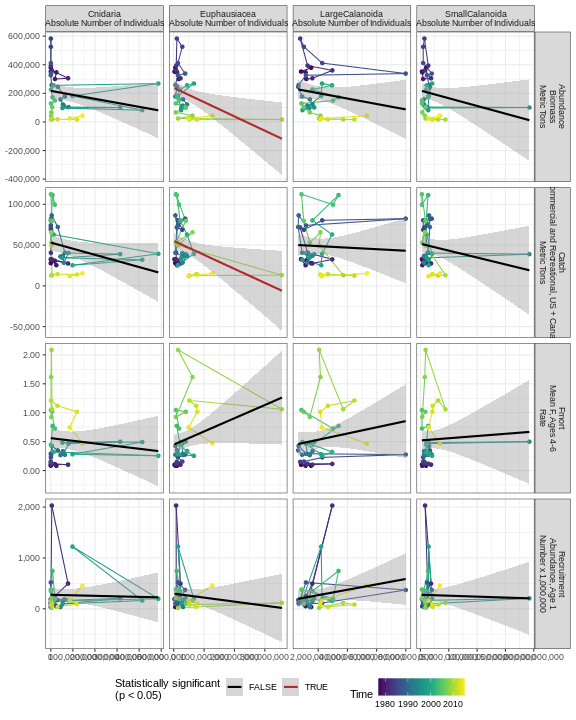 Cnidaria
Absolute Number of Individuals
Euphausiacea
Absolute Number of Individuals
LargeCalanoida
Absolute Number of Individuals
SmallCalanoida
Absolute Number of Individuals
600,000
400,000
200,000
0
-200,000
-400,000
Abundance
Biomass
Metric Tons
100,000
50,000
0
-50,000
Catch
ommercial and Recreational, US + Cana
Metric Tons
2.00
1.50
1.00
0.50
0.00
Fmort
Mean F, Ages 4-6
Rate
2,000
1,000
0
Recruitment
Abundance, Age 1
Number x 1,000,000
Statistically significant
(p < 0.05)
FALSE
TRUE
Time
1980 1990 2000 2010